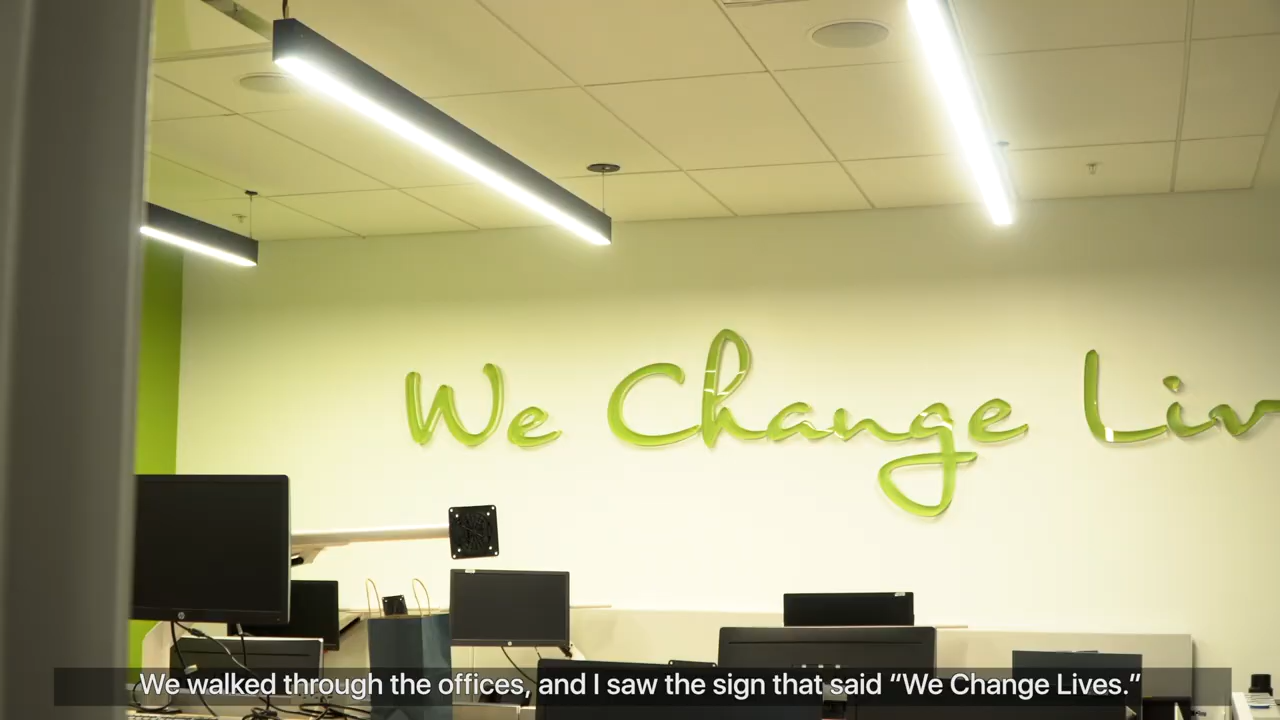 We Change Liv
We walked through the offices, and I saw the sign that said “We Change Lives.”